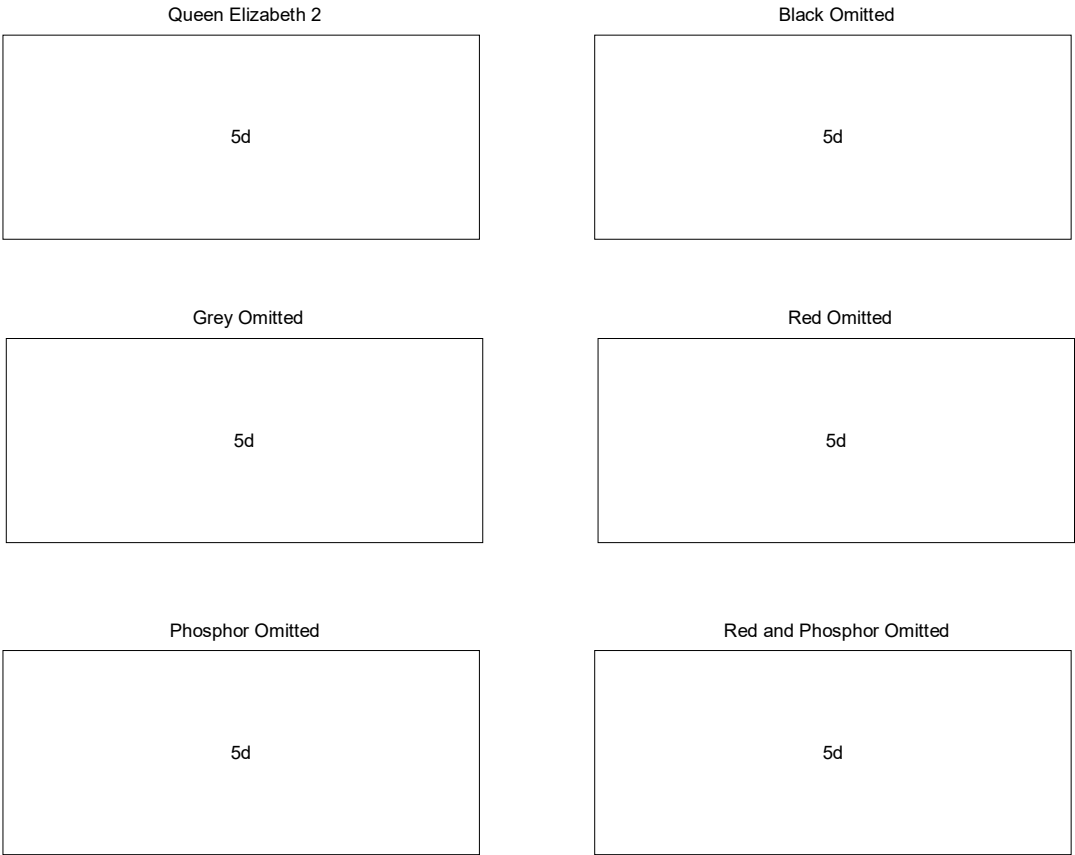 Queen Elizabeth 2
Black Omitted
5d
5d
Grey Omitted
Red Omitted
5d
5d
Phosphor Omitted
Red and Phosphor Omitted
5d
5d